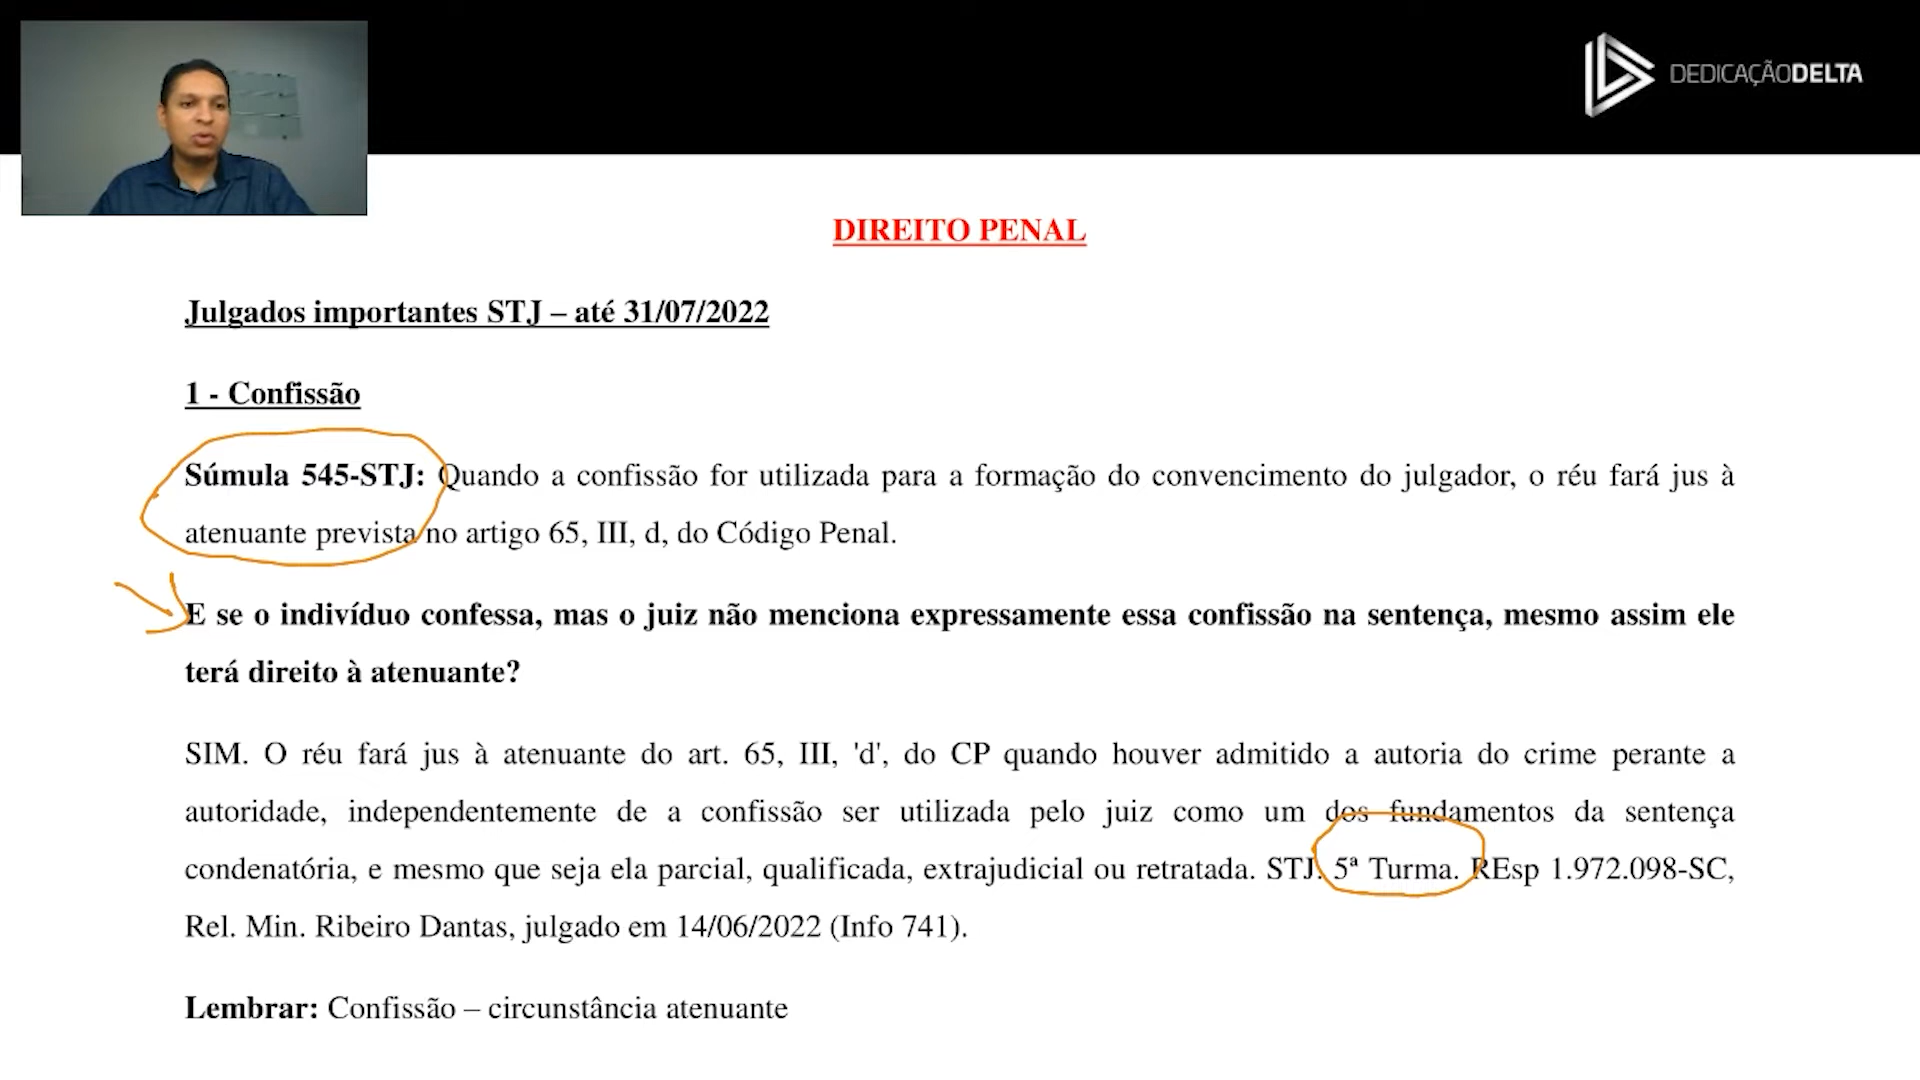 DEDICAÇÃODELTA
DIREITO PENAL
Julgados importantes STJ – até 31/07/2022
1 - Confissão
Súmula 545-STJ: Quando a confissão for utilizada para a formação do convencimento do julgador, o réu fará jus à
atenuante prevista no artigo 65, III, d, do Código Penal.
E se o indivíduo confessa, mas o juiz não menciona expressamente essa confissão na sentença, mesmo assim ele
terá direito à atenuante?
SIM. O réu fará jus à atenuante do art. 65, III, 'd', do CP quando houver admitido a autoria do crime perante a
autoridade, independentemente de a confissão ser utilizada pelo juiz como um dos fundamentos da sentença
condenatória, e mesmo que seja ela parcial, qualificada, extrajudicial ou retratada. STJ. 5ª Turma. REsp 1.972.098-SC,
Rel. Min. Ribeiro Dantas, julgado em 14/06/2022 (Info 741).
Lembrar: Confissão – circunstância atenuante